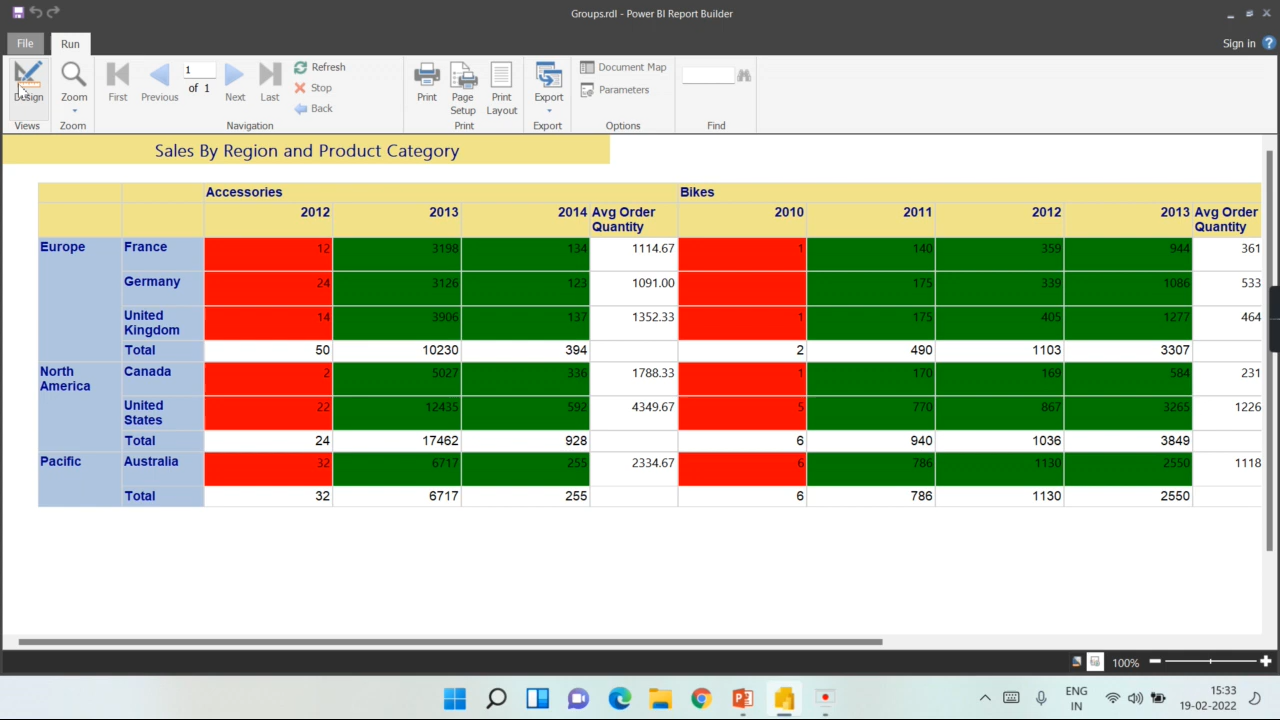 Groups.rdl - Power BI Report Builder
File Run Sign in ?
Design Zoom First Previous 1 of 1 Next Last Refresh Stop Back Print Page Setup Print Layout Export Document Map Parameters
Views Zoom Navigation Print Export Options Find
Sales By Region and Product Category
Accessories Bikes
2012 2013 2014 Avg Order Quantity 2010 2011 2012 2013 Avg Order Quantity
Europe France 12 3198 134 1114.67 1 140 359 944 361
Germany 24 3126 123 1091.00 175 339 1086 533
United Kingdom 14 3906 137 1352.33 1 175 405 1277 464
Total 50 10230 394 2 490 1103 3307
North America Canada 2 5027 336 1788.33 1 170 169 584 231
United States 22 12435 592 4349.67 5 770 867 3265 1226
Total 24 17462 928 6 940 1036 3849
Pacific Australia 32 6717 255 2334.67 6 786 1130 2550 1118
Total 32 6717 255 6 786 1130 2550
100%
ENG 15:33
IN 19-02-2022